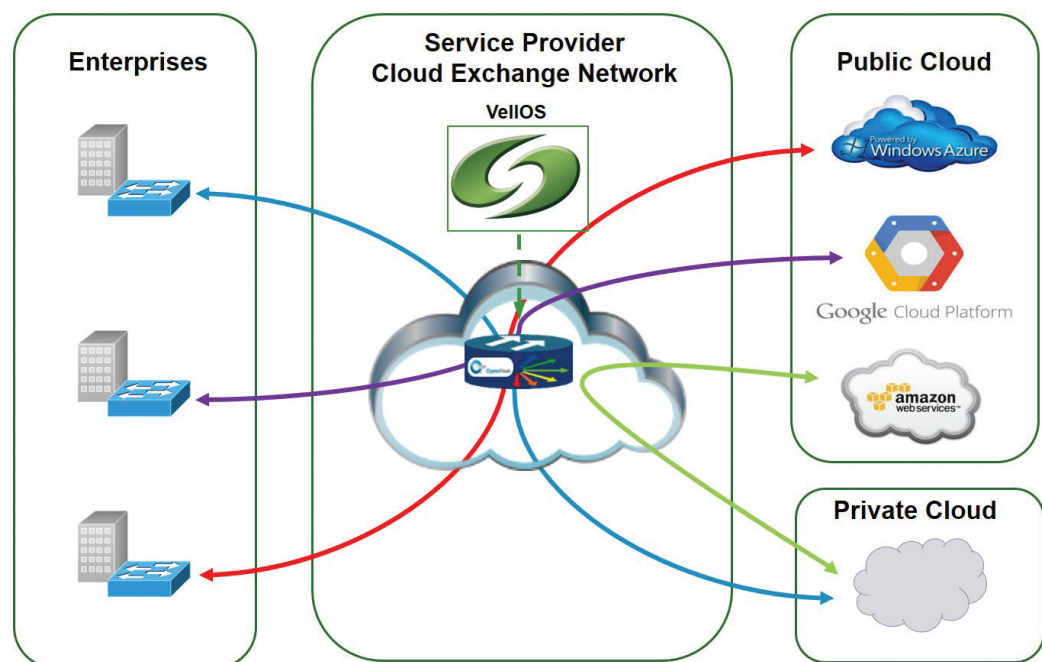 Enterprises
Service Provider
Cloud Exchange Network
VellOS
OpenFlow
Public Cloud
Powered by
Windows Azure
Google Cloud Platform
amazon
web services™
Private Cloud